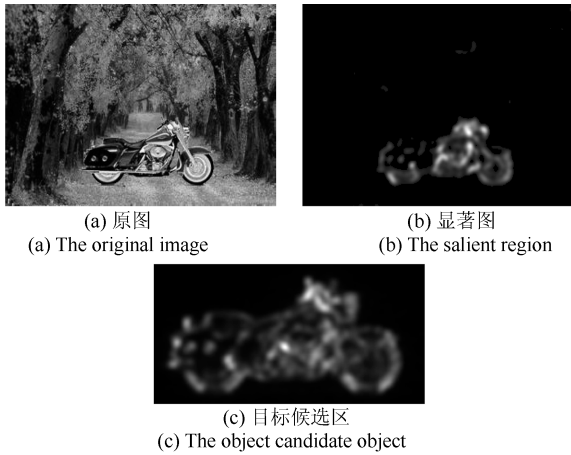 (a) 原图
(a) The original image
(b) 显著图
(b) The salient region
(c) 目标候选区
(c) The object candidate object